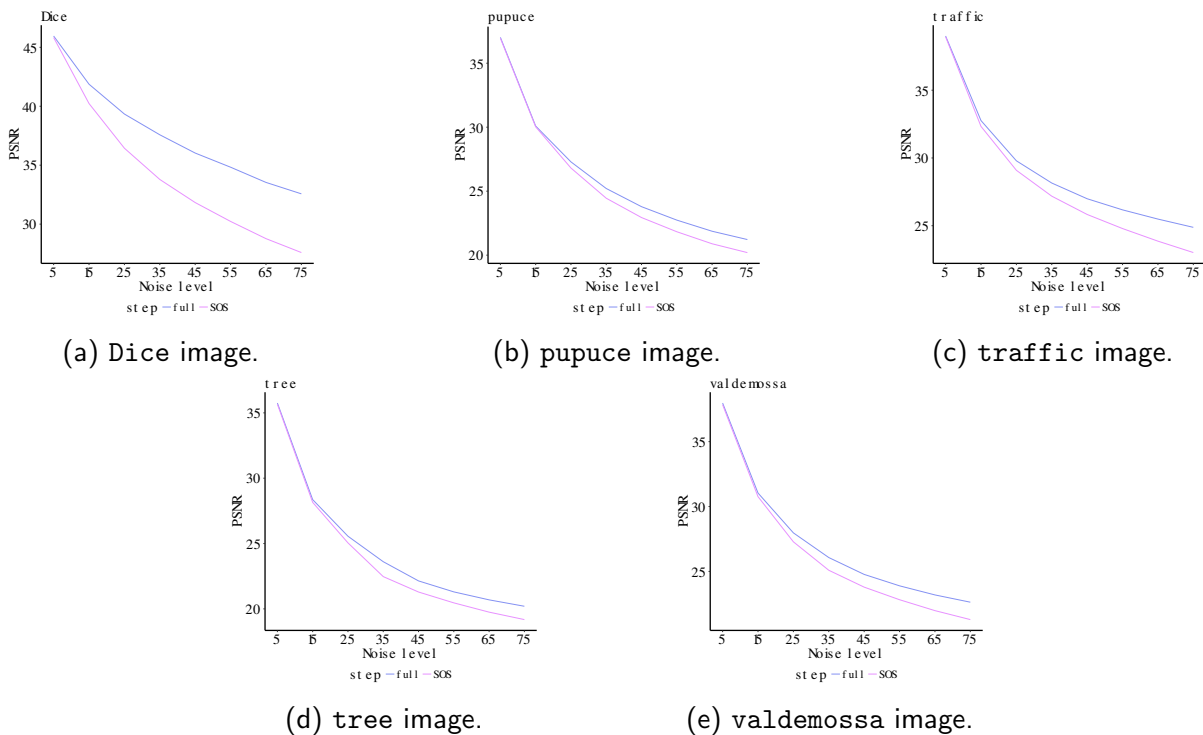 Dice
45
40
35
30
PSNR
5 15 25 35 45 55 65 75
Noise level
step full SOS
(a) Dice image.
pupuce
35
30
25
20
PSNR
5 15 25 35 45 55 65 75
Noise level
step full SOS
(b) pupuce image.
traffic
35
30
25
PSNR
5 15 25 35 45 55 65 75
Noise level
step full SOS
(c) traffic image.
tree
35
30
25
20
PSNR
5 15 25 35 45 55 65 75
Noise level
step full SOS
(d) tree image.
valdemossa
35
30
25
PSNR
5 15 25 35 45 55 65 75
Noise level
step full SOS
(e) valdemossa image.